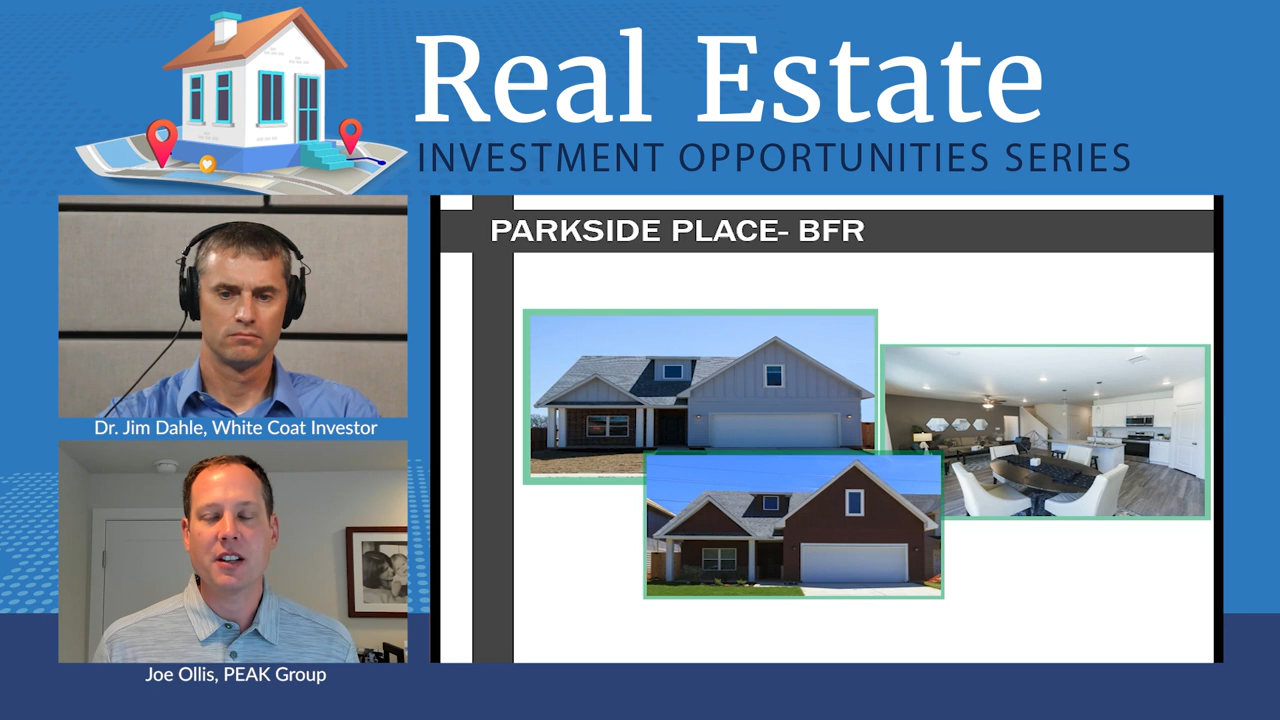 Real Estate
INVESTMENT OPPORTUNITIES SERIES
PARKSIDE PLACE- BFR
Dr. Jim Dahle, White Coat Investor
Joe Ollis, PEAK Group